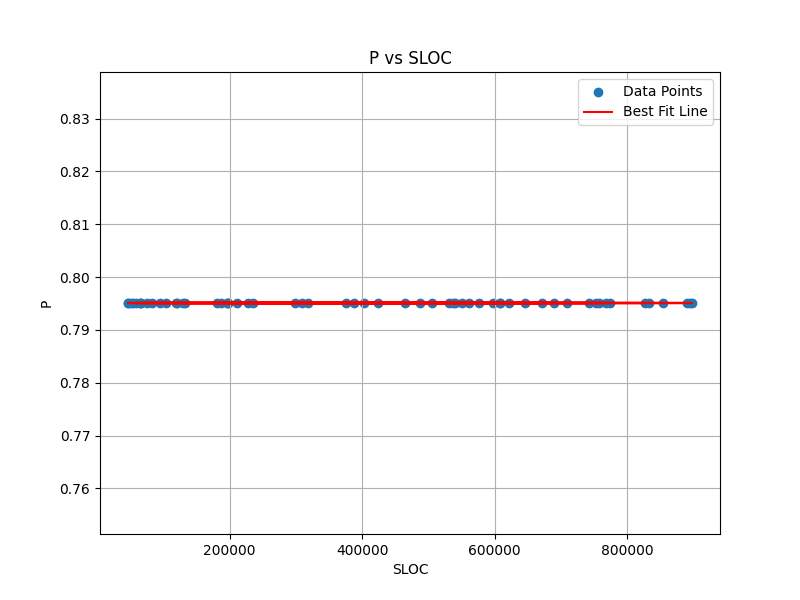 P vs SLOC
Data Points
Best Fit Line
0.83
0.82
0.81
0.80
0.79
0.78
0.77
0.76
P
200000
400000
600000
800000
SLOC